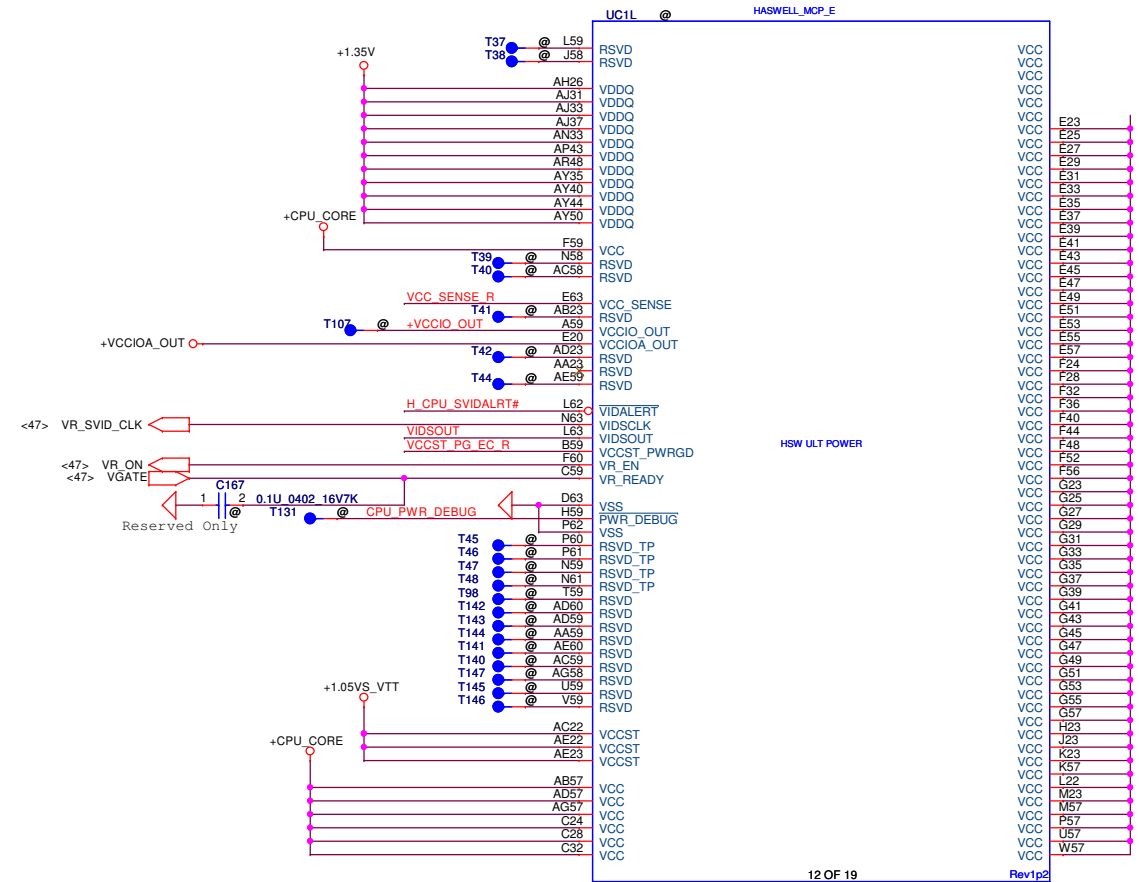 UC1L @ HASWELL_MCP_E
T37 @ L59 RSVD VCC
T38 @ J58 RSVD VCC
+1.35V
VCC
AH26 VDDQ VCC
AJ31 VDDQ VCC
AJ33 VDDQ VCC
AJ37 VDDQ VCC E23
AN33 VDDQ VCC E25
AP43 VDDQ VCC E27
AR48 VDDQ VCC E29
AY35 VDDQ VCC E31
AY40 VDDQ VCC E33
AY44 VDDQ VCC E35
AY50 VDDQ VCC E37
+CPU_CORE
VCC E39
F59 VCC VCC E41
T39 @ N58 RSVD VCC E43
T40 @ AC58 RSVD VCC E45
VCC E47
VCC_SENSE_R E63 VCC_SENSE VCC E49
T41 @ AB23 RSVD VCC E51
T107 @ +VCCIO_OUT A59 VCCIO_OUT VCC E53
+VCCIOA_OUT E20 VCCIOA_OUT VCC E55
T42 @ AD23 RSVD VCC E57
AA23 RSVD VCC F24
T44 @ AE59 RSVD VCC F28
VCC F32
H_CPU_SVIDALRT# L62 VIDALERT VCC F36
<47> VR_SVID_CLK N63 VIDSCLK VCC F40
VIDSOUT L63 VIDSOUT VCC F44
VCCST_PG_EC_R B59 VCCST_PWRGD HSW ULT POWER VCC F48
<47> VR_ON F60 VR_EN VCC F52
<47> VGATE C59 VR_READY VCC F56
C167
VCC G23
1 2 0.1U_0402_16V7K D63 VSS VCC G25
@ T131 @ CPU_PWR_DEBUG H59 PWR_DEBUG VCC G27
Reserved Only
P62 VSS VCC G29
T45 @ P60 RSVD_TP VCC G31
T46 @ P61 RSVD_TP VCC G33
T47 @ N59 RSVD_TP VCC G35
T48 @ N61 RSVD_TP VCC G37
T98 @ T59 RSVD VCC G39
T142 @ AD60 RSVD VCC G41
T143 @ AD59 RSVD VCC G43
T144 @ AA59 RSVD VCC G45
T141 @ AE60 RSVD VCC G47
T140 @ AC59 RSVD VCC G49
T147 @ AG58 RSVD VCC G51
T145 @ U59 RSVD VCC G53
T146 @ V59 RSVD VCC G55
+1.05VS_VTT
VCC G57
AC22 VCCST VCC H23
+CPU_CORE
AE22 VCCST VCC J23
AE23 VCCST VCC K23
VCC K57
AB57 VCC VCC L22
AD57 VCC VCC M23
AG57 VCC VCC M57
C24 VCC VCC P57
C28 VCC VCC U57
C32 VCC VCC W57
12 OF 19 Rev1p2